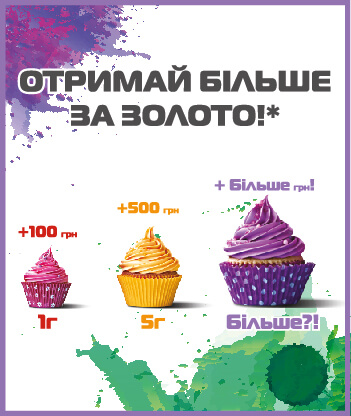 ОТРИМАЙ БІЛЬШЕ
ЗА ЗОЛОТО!*
+100 грн
+500 грн
+ Більше грн!
1г
5г
Більше?!